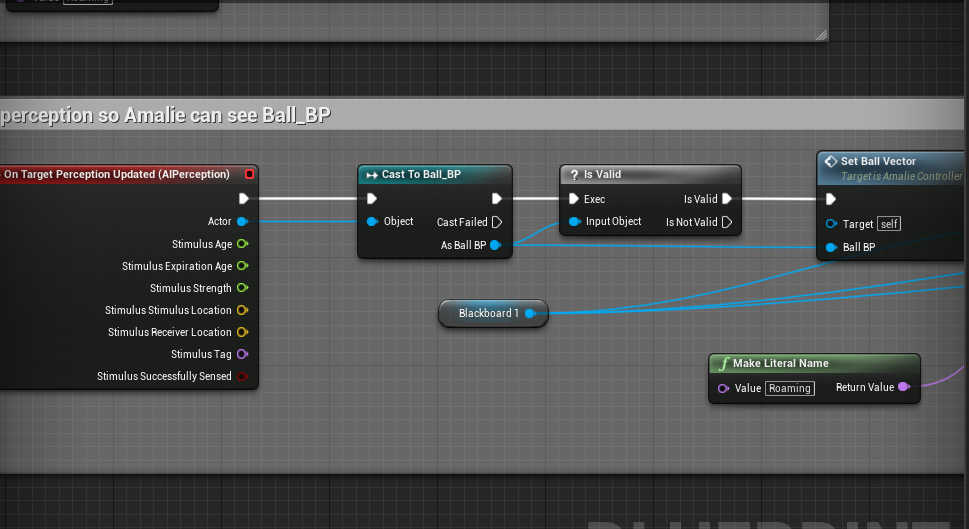 Value Roaming
perception so Amalie can see Ball_BP
On Target Perception Updated (AIPerception)
Actor
Stimulus Age
Stimulus Expiration Age
Stimulus Strength
Stimulus Stimulus Location
Stimulus Receiver Location
Stimulus Tag
Stimulus Successfully Sensed
Cast To Ball_BP
Object
Cast Failed
As Ball BP
? Is Valid
Exec
Is Valid
Input Object
Is Not Valid
Set Ball Vector
Target is Amalie Controller
Target self
Ball BP
Blackboard 1
f Make Literal Name
Value Roaming
Return Value
BLUEPRINT